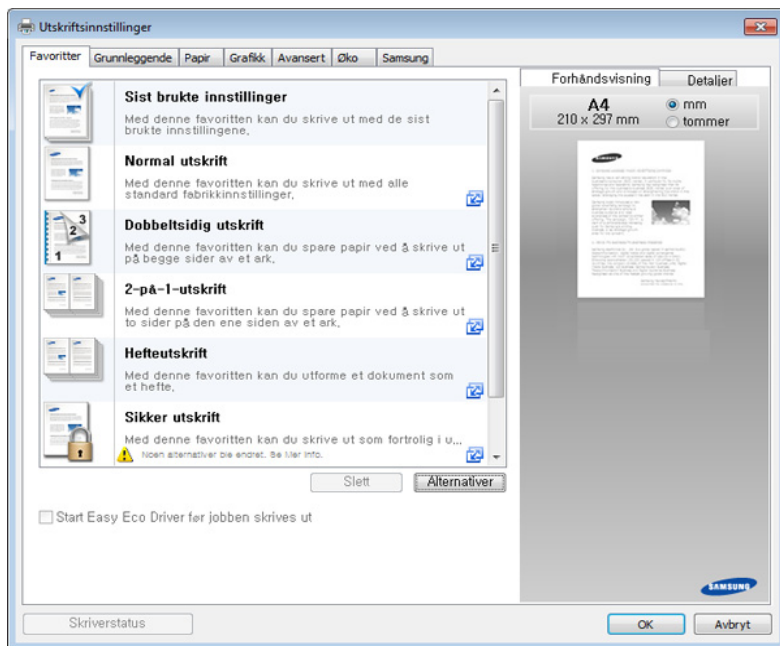 Utskriftsinnstillinger
Favoritter Grunnleggende Papir Grafikk Avansert Øko Samsung
Sist brukte innstillinger
Med denne favoritten kan du skrive ut med de sist
brukte innstillingene.
Normal utskrift
Med denne favoritten kan du skrive ut med alle
standard fabrikkinnstillinger.
3
2
1
Dobbeltsidig utskrift
Med denne favoritten kan du spare papir ved å skrive ut
på begge sider av et ark.
2-på-1-utskrift
Med denne favoritten kan du spare papir ved å skrive ut
to sider på den ene siden av et ark.
Hefteutskrift
Med denne favoritten kan du utforme et dokument som
et hefte.
Sikker utskrift
Med denne favoritten kan du skrive ut som fortrolig i u...
Noen alternativer ble endret. Se Mer info.
Slett Alternativer
Start Easy Eco Driver før jobben skrives ut
Forhåndsvisning Detaljer
A4
210 x 297 mm
mm
tommer
SAMSUNG
Skriverstatus
OK Avbryt